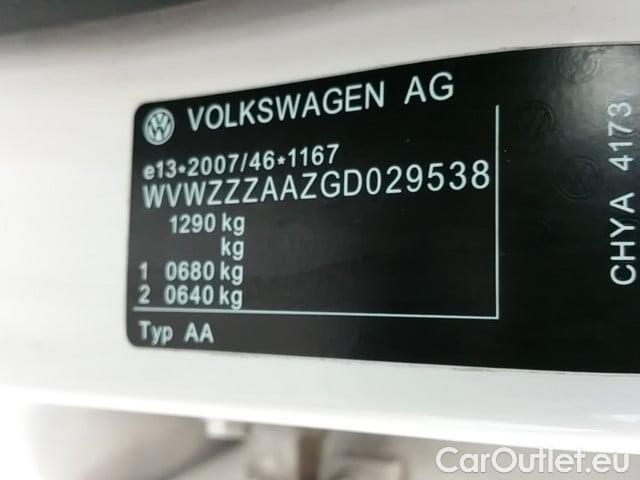 VOLKSWAGEN AG
e13*2007/46*1167
WVWZZZAAZGD029538
1290 kg
kg
1 0680 kg
2 0640 kg
Typ AA
CHYA 4173
CarOutlet.eu